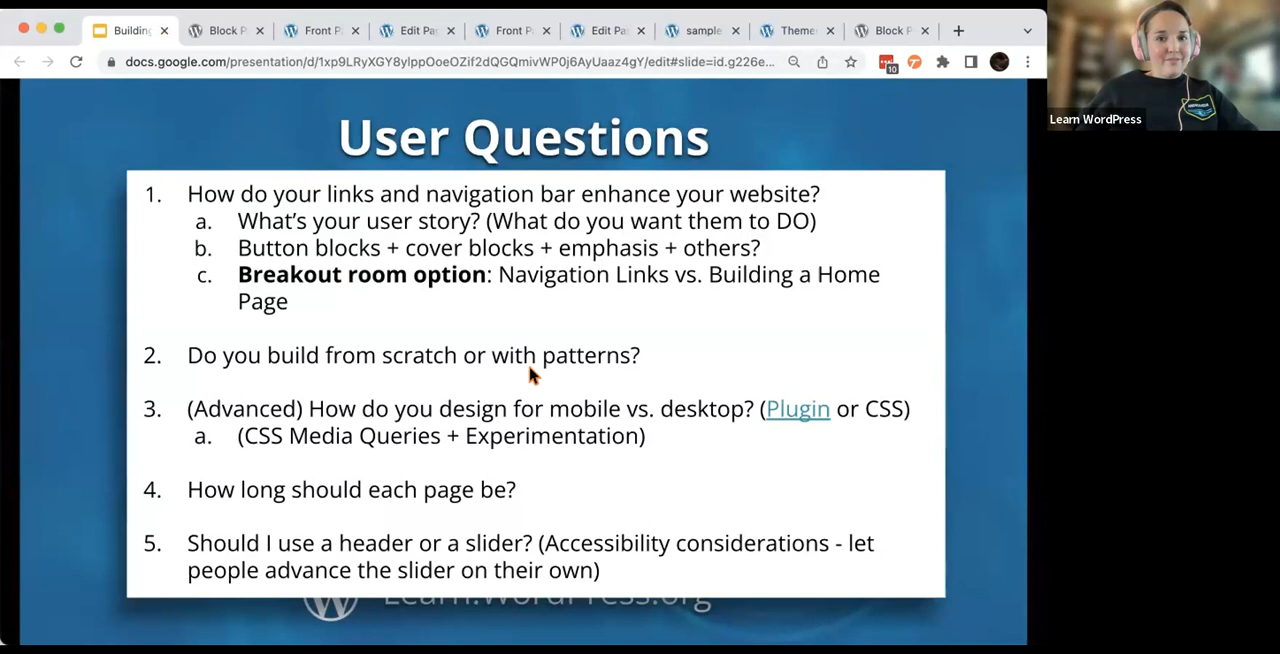 Building
Block P
Front P
Edit Pa
Front P
Edit Pa
sample
Theme
Block P
docs.google.com/presentation/d/1xp9LRyXGY8ylppOoeOZif2dQGQmivWP0j6AyUaaz4gY/edit#slide=id.g226e...
10
Learn WordPress
User Questions
1. How do your links and navigation bar enhance your website?
a. What's your user story? (What do you want them to DO)
b. Button blocks + cover blocks + emphasis + others?
c. Breakout room option: Navigation Links vs. Building a Home
Page
2. Do you build from scratch or with patterns?
3. (Advanced) How do you design for mobile vs. desktop? (Plugin or CSS)
a. (CSS Media Queries + Experimentation)
4. How long should each page be?
5. Should I use a header or a slider? (Accessibility considerations - let
people advance the slider on their own)
Learn.WordPress.org